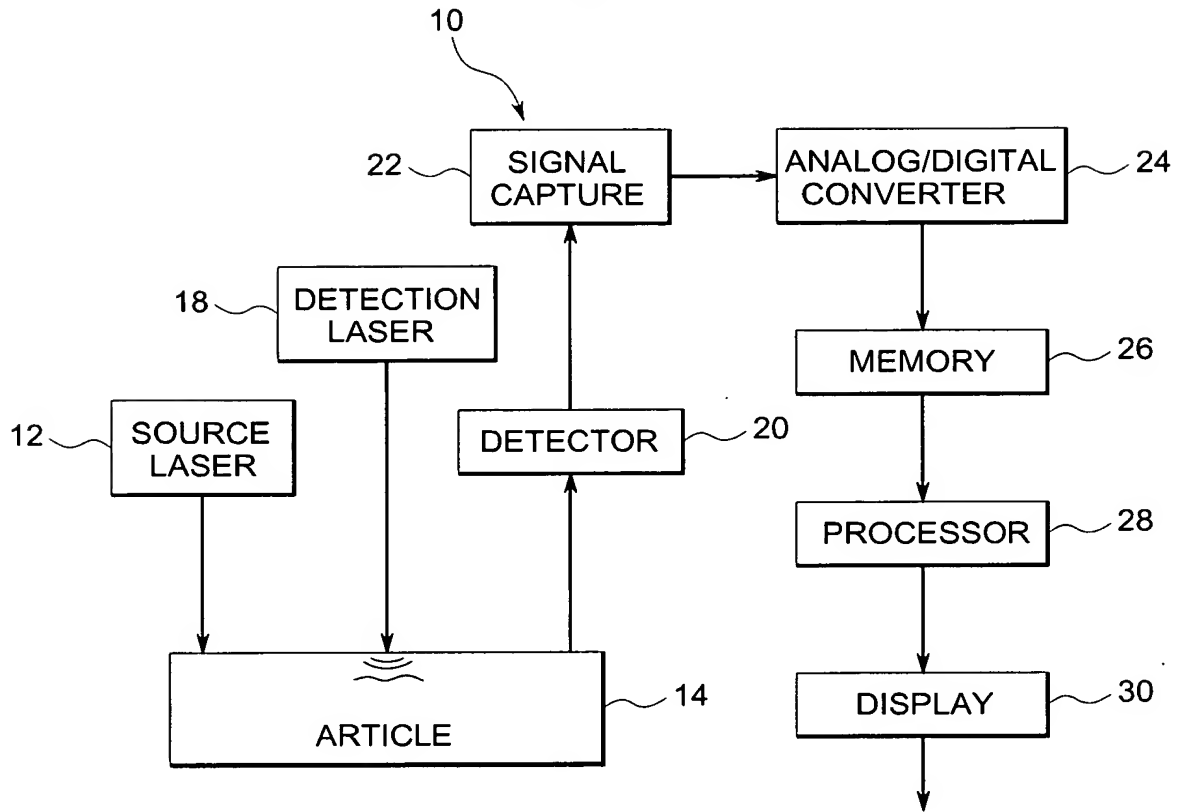 10
22
SIGNAL
CAPTURE
ANALOG/DIGITAL
CONVERTER
24
18
DETECTION
LASER
MEMORY
26
12
SOURCE
LASER
DETECTOR
20
PROCESSOR
28
ARTICLE
14
DISPLAY
30